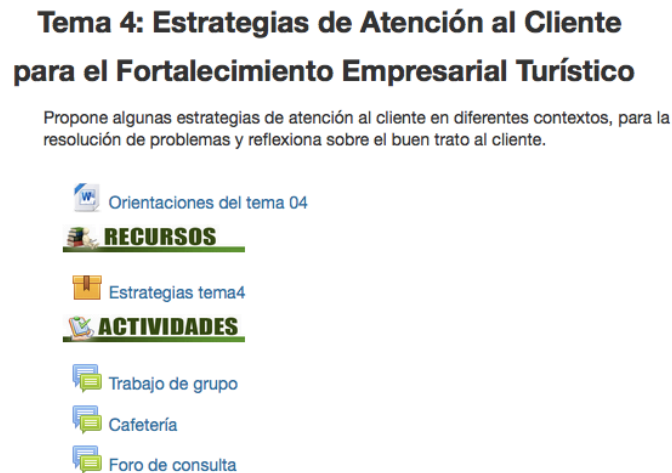 Tema 4: Estrategias de Atención al Cliente
para el Fortalecimiento Empresarial Turístico
Propone algunas estrategias de atención al cliente en diferentes contextos, para la
resolución de problemas y reflexiona sobre el buen trato al cliente.
Orientaciones del tema 04
RECURSOS
Estrategias tema4
ACTIVIDADES
Trabajo de grupo
Cafetería
Foro de consulta